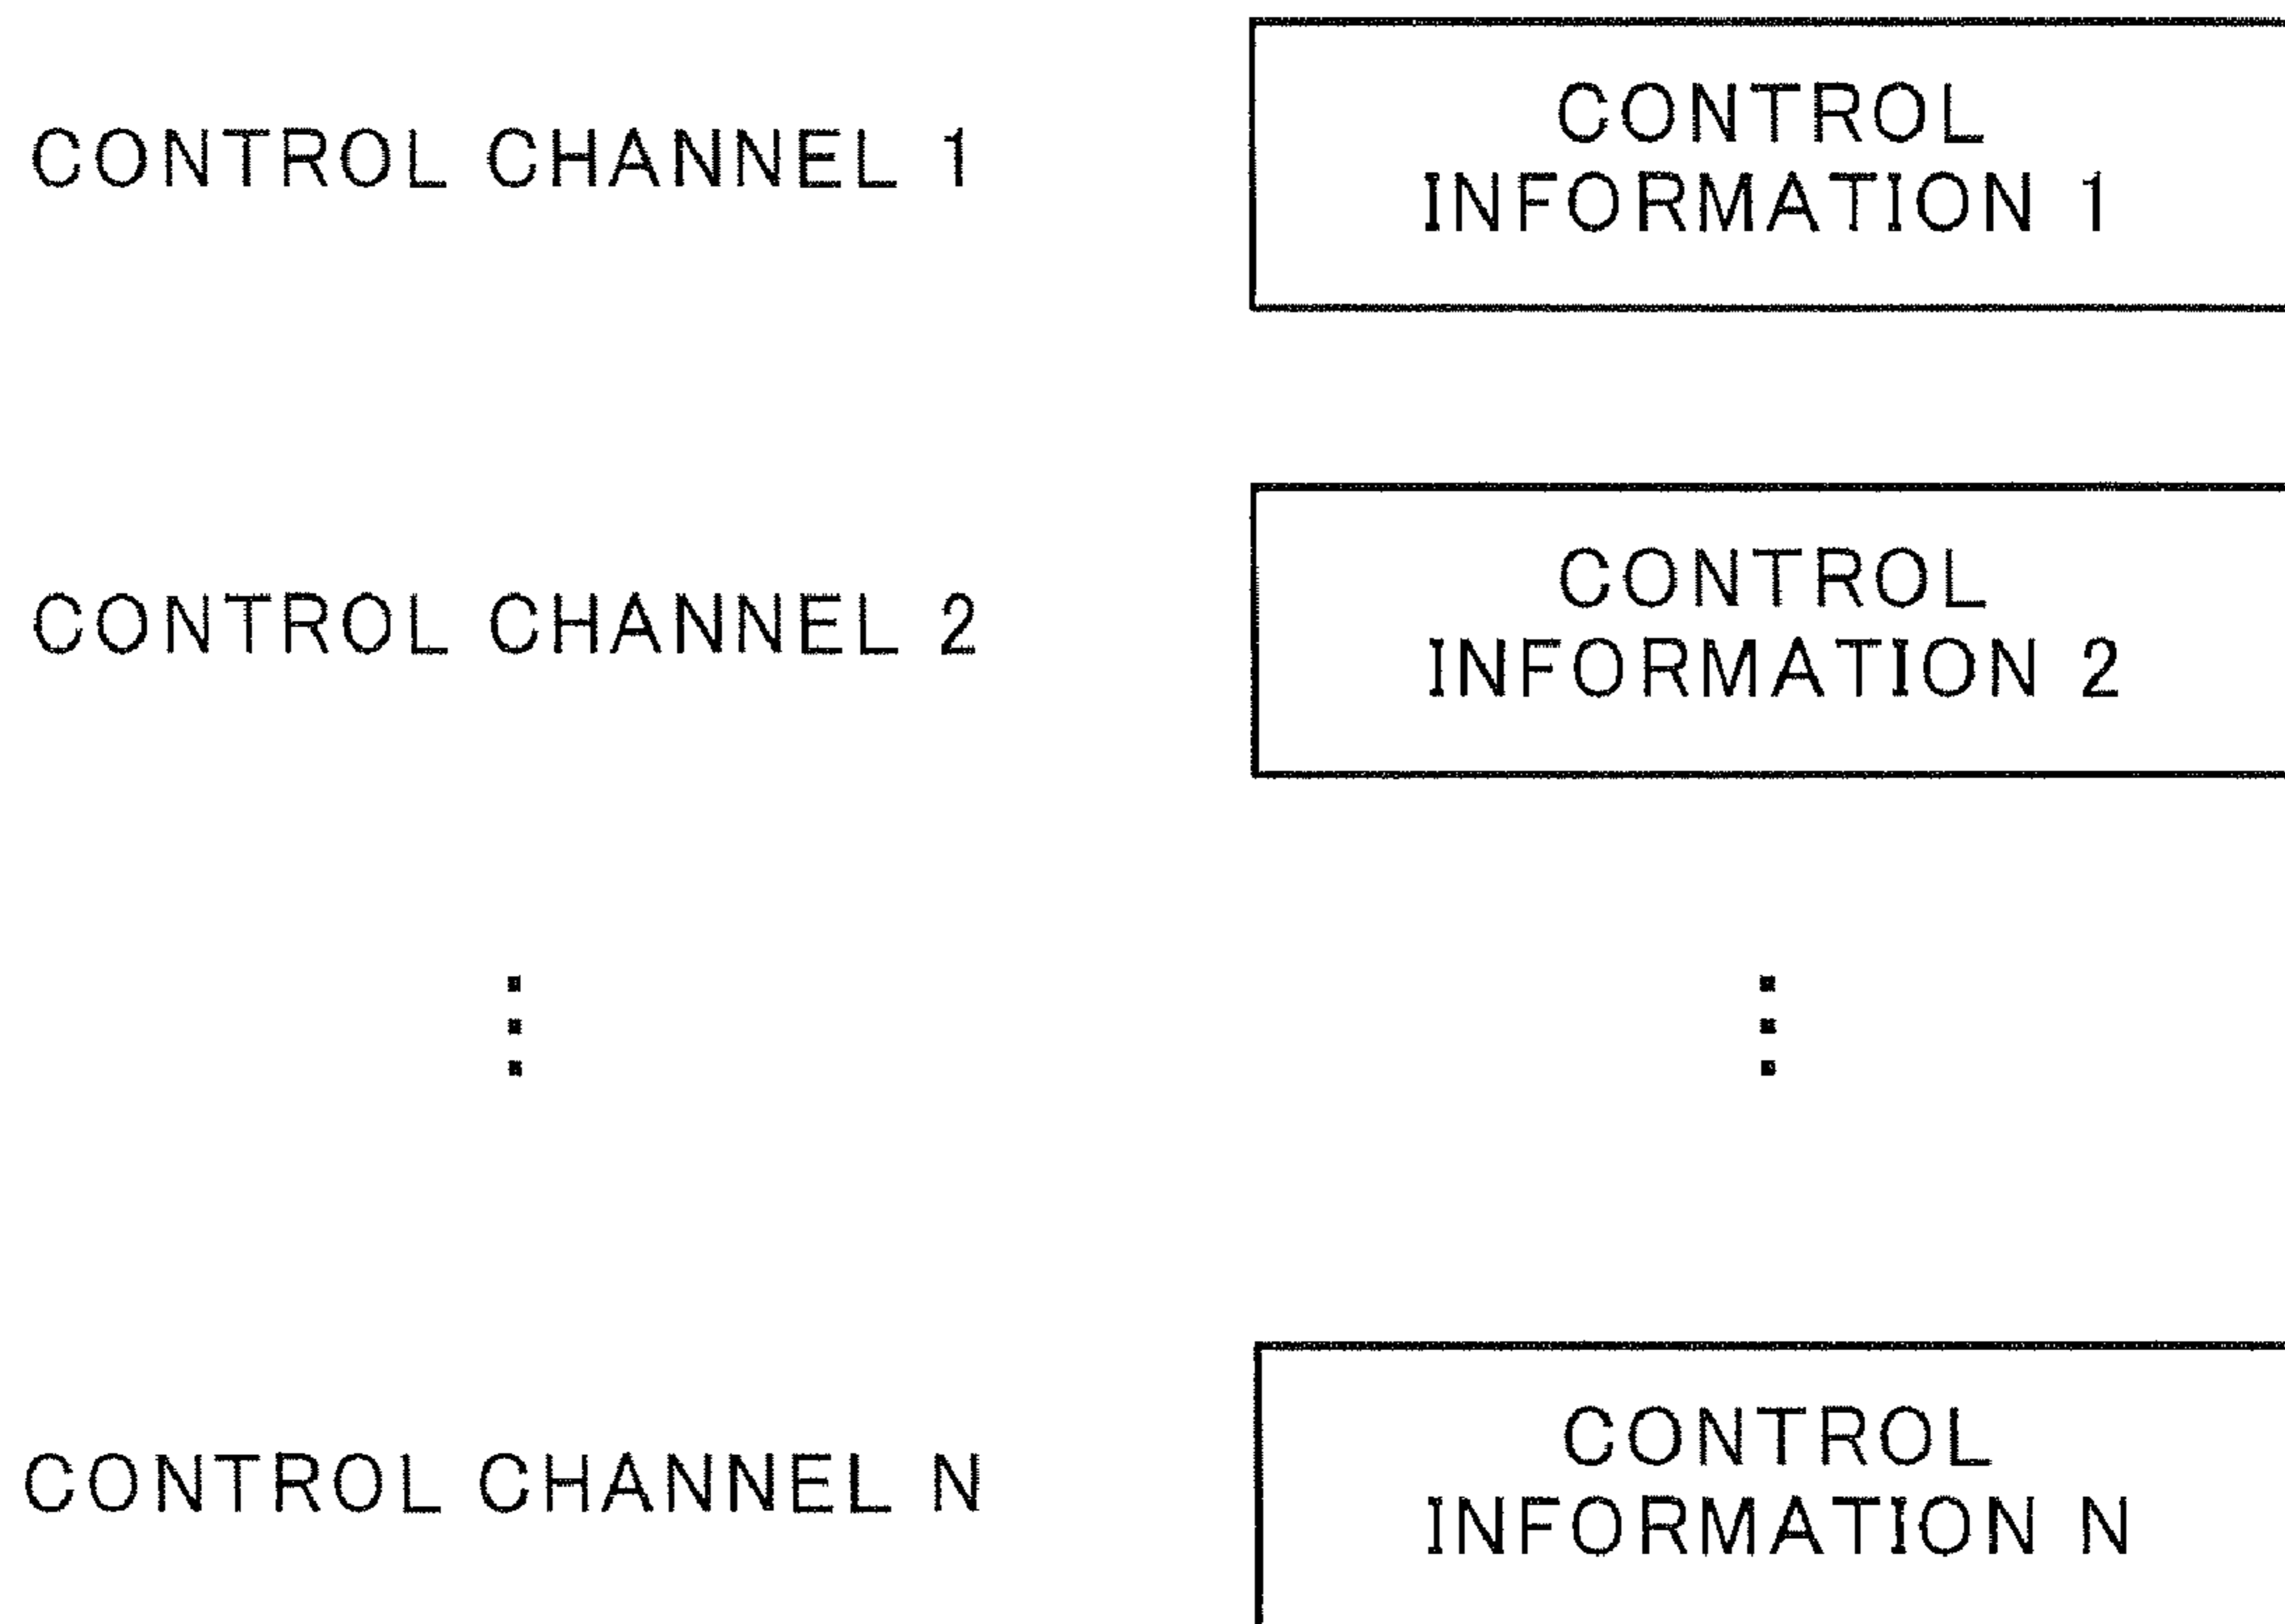 CONTROL CHANNEL 1
CONTROL
INFORMATION 1
CONTROL CHANNEL 2
CONTROL
INFORMATION 2
CONTROL CHANNEL N
CONTROL
INFORMATION N